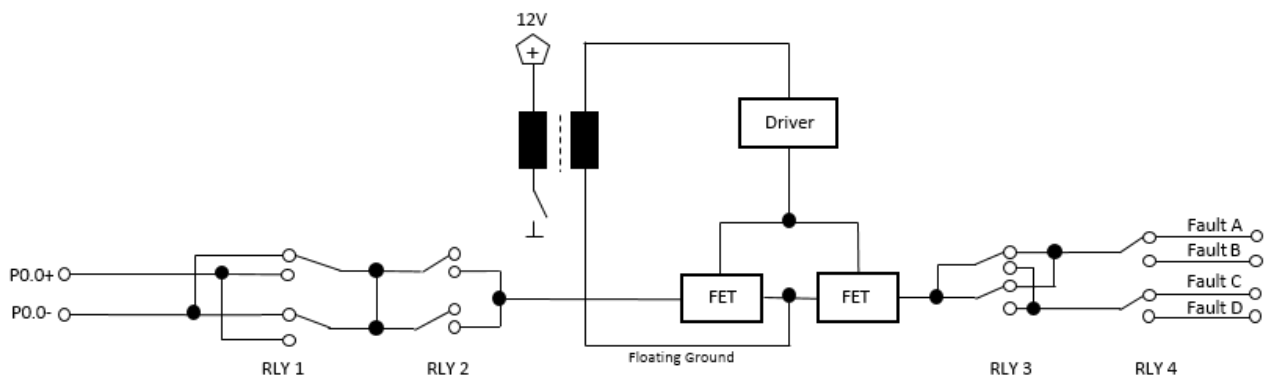 12V
+
Driver
Fault A
Fault B
P0.0+
FET
FET
Fault C
P0.0-
Fault D
Floating Ground
RLY 1
RLY 2
RLY 3
RLY 4